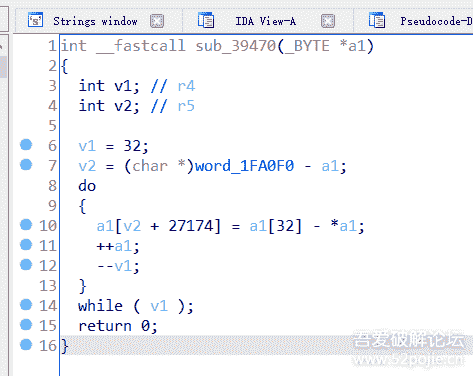 Strings window IDA View-A Pseudocode-D
1 int __fastcall sub_39470(_BYTE *a1)
2 {
3 int v1; // r4
4 int v2; // r5
5
6 v1 = 32;
7 v2 = (char *)word_1FA0F0 - a1;
8 do
9 {
10 a1[v2 + 27174] = a1[32] - *a1;
11 ++a1;
12 --v1;
13 }
14 while ( v1 );
15 return 0;
16 }
吾爱破解论坛
www.52pojie.cn